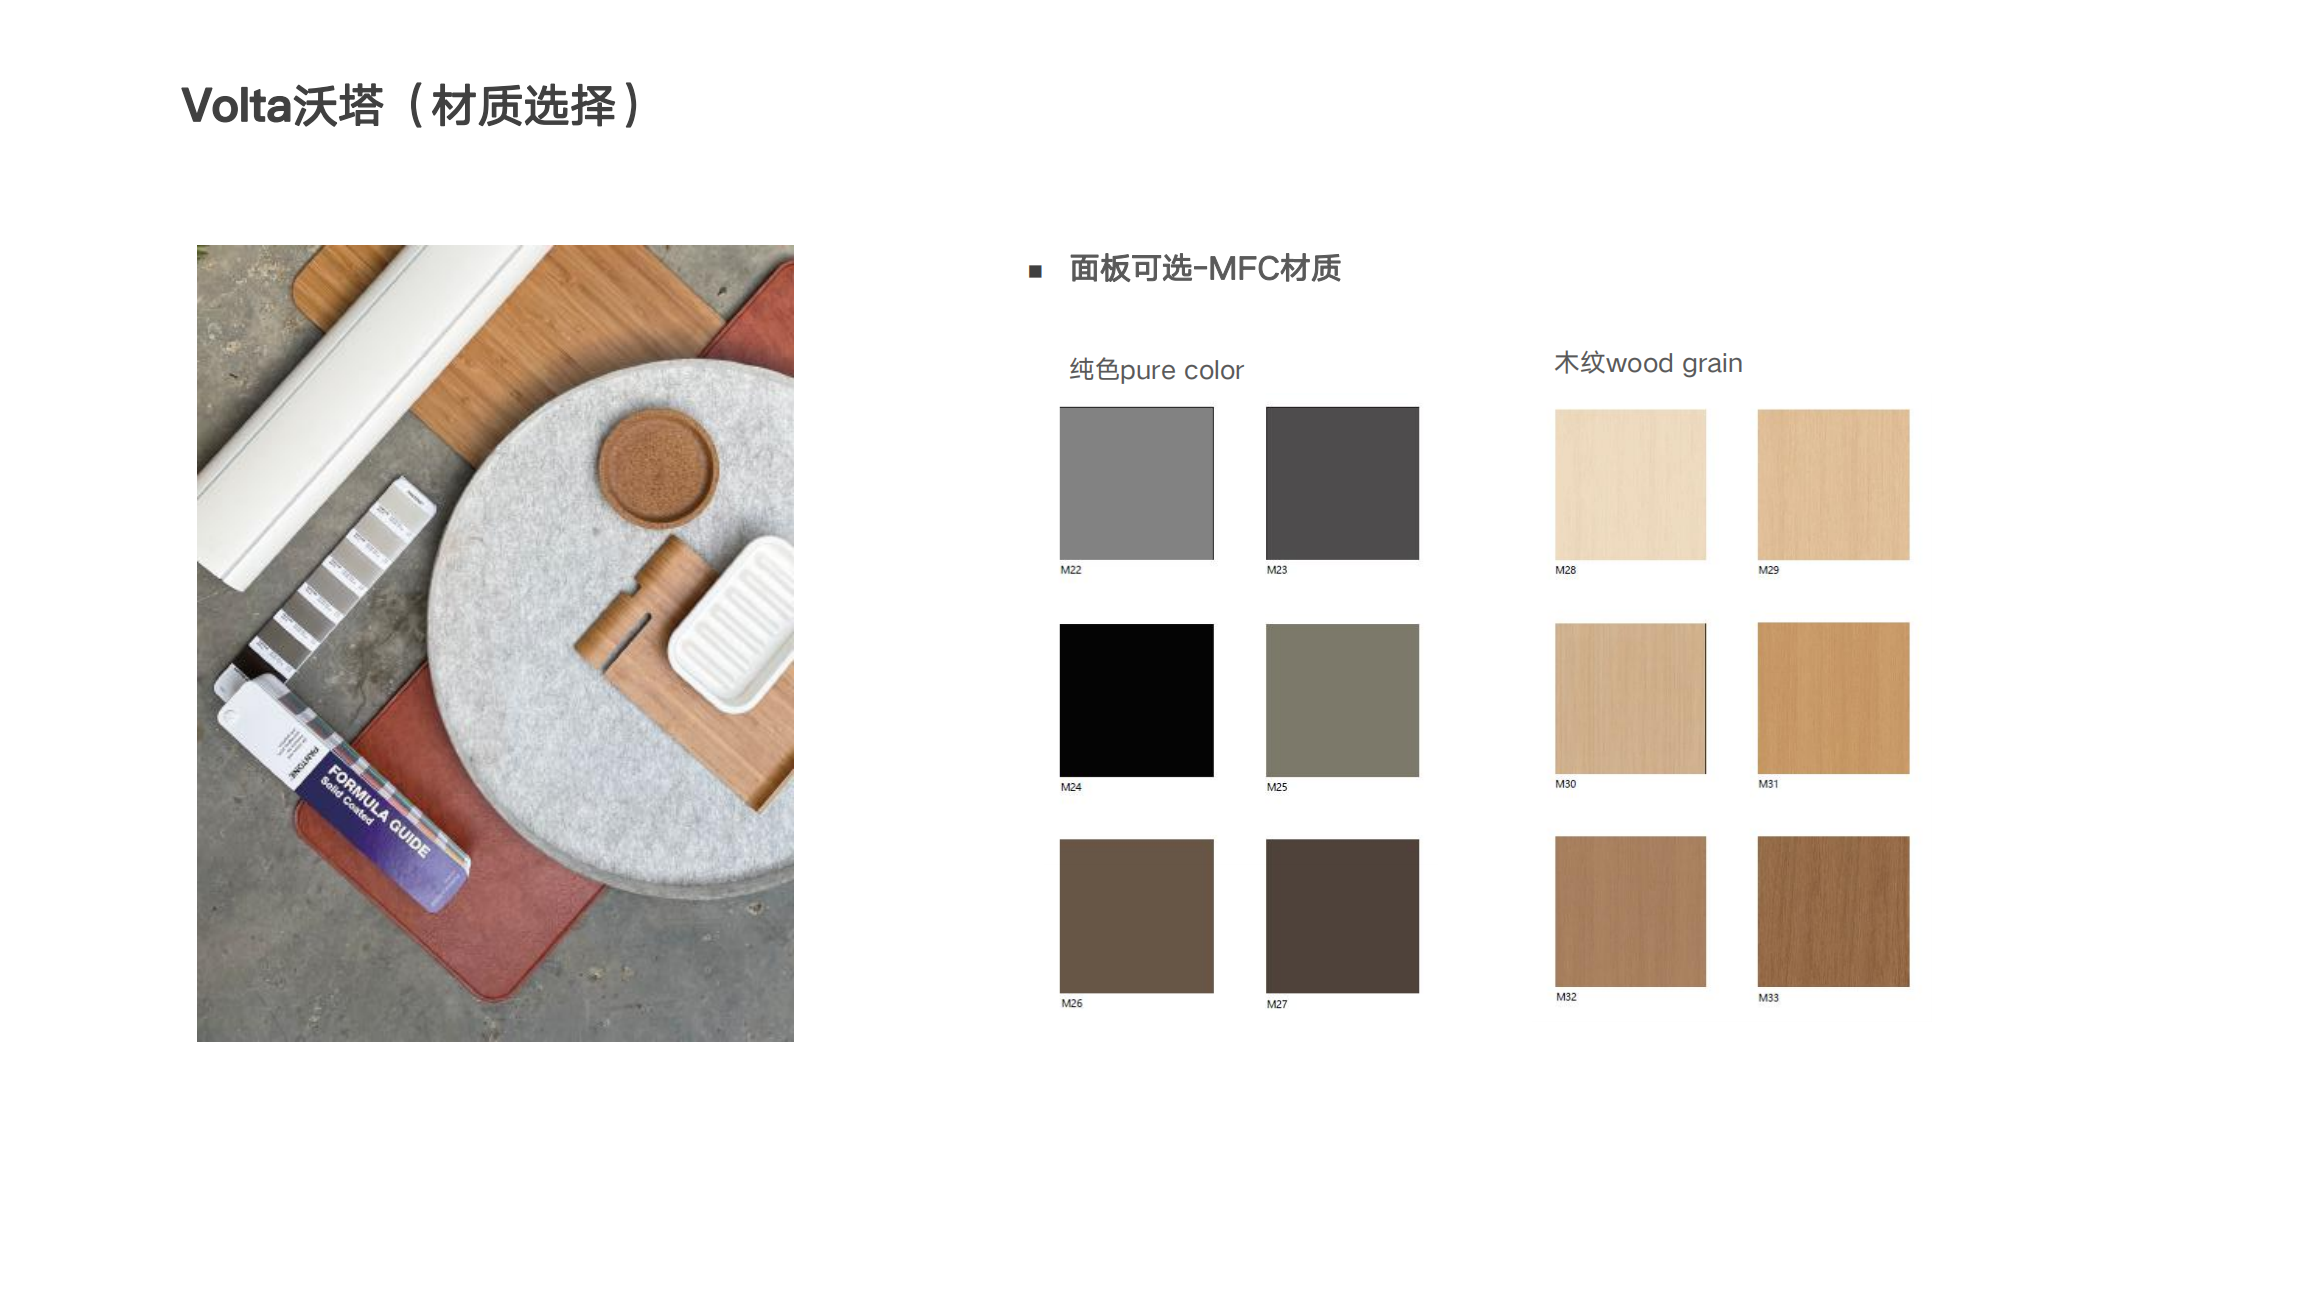 Volta沃塔（材质选择）
▪ 面板可选-MFC材质
纯色pure color
木纹wood grain
M22
M23
M28
M29
M24
M25
M30
M31
M26
M27
M32
M33
PANTONE
FORMULA GUIDE
Solid Coated